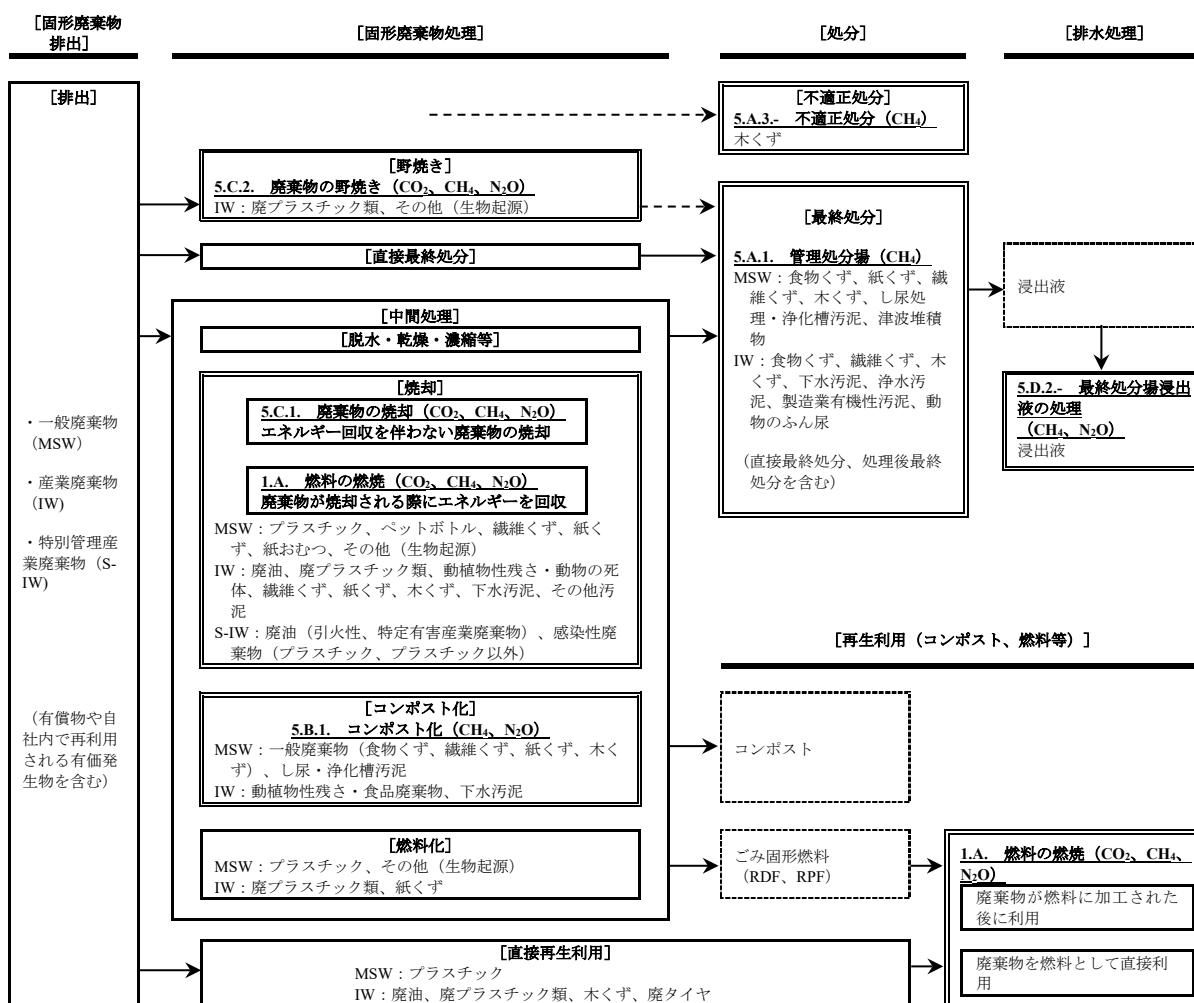 ［固形廃棄物
排出］
［固形廃棄物処理］
［処分］
［排水処理］
［排出］
・一般廃棄物
（MSW）
・産業廃棄物
（IW)
・特別管理産
業廃棄物（S-
IW)
（有償物や自
社内で再利用
される有価発
生物を含む）
［不適正処分］
5.A.3.- 不適正処分（CH₄）
木くず
［野焼き］
5.C.2. 廃棄物の野焼き（CO₂、CH₄、N₂O）
IW：廃プラスチック類、その他（生物起源）
［直接最終処分］
［中間処理］
［脱水・乾燥・濃縮等］
［焼却］
5.C.1. 廃棄物の焼却（CO₂、CH₄、N₂O）
エネルギー回収を伴わない廃棄物の焼却
1.A. 燃料の燃焼（CO₂、CH₄、N₂O）
廃棄物が焼却される際にエネルギーを回収
MSW：プラスチック、ペットボトル、繊維くず、紙く
ず、紙おむつ、その他（生物起源）
IW：廃油、廃プラスチック類、動植物性残さ・動物の死
体、繊維くず、紙くず、木くず、下水汚泥、その他汚
泥
S-IW：廃油（引火性、特定有害産業廃棄物）、感染性廃
棄物（プラスチック、プラスチック以外）
［コンポスト化］
5.B.1. コンポスト化（CH₄、N₂O）
MSW：一般廃棄物（食物くず、繊維くず、紙くず、木く
ず）、し尿・浄化槽汚泥
IW：動植物性残さ・食品廃棄物、下水汚泥
［燃料化］
MSW：プラスチック、その他（生物起源）
IW：廃プラスチック類、紙くず
［直接再生利用］
MSW：プラスチック
IW：廃油、廃プラスチック類、木くず、廃タイヤ
［最終処分］
5.A.1. 管理処分場（CH₄）
MSW：食物くず、紙くず、繊
維くず、木くず、し尿処
理・浄化槽汚泥、津波堆積
物
IW：食物くず、繊維くず、木
くず、下水汚泥、浄水汚
泥、製造業有機性汚泥、動
物のふん尿
（直接最終処分、処理後最終
処分を含む）
浸出液
5.D.2.- 最終処分場浸出
液の処理
（CH₄、N₂O）
浸出液
［再生利用（コンポスト、燃料等）］
コンポスト
ごみ固形燃料
（RDF、RPF）
1.A. 燃料の燃焼（CO₂、CH₄、
N₂O）
廃棄物が燃料に加工された
後に利用
廃棄物を燃料として直接利
用